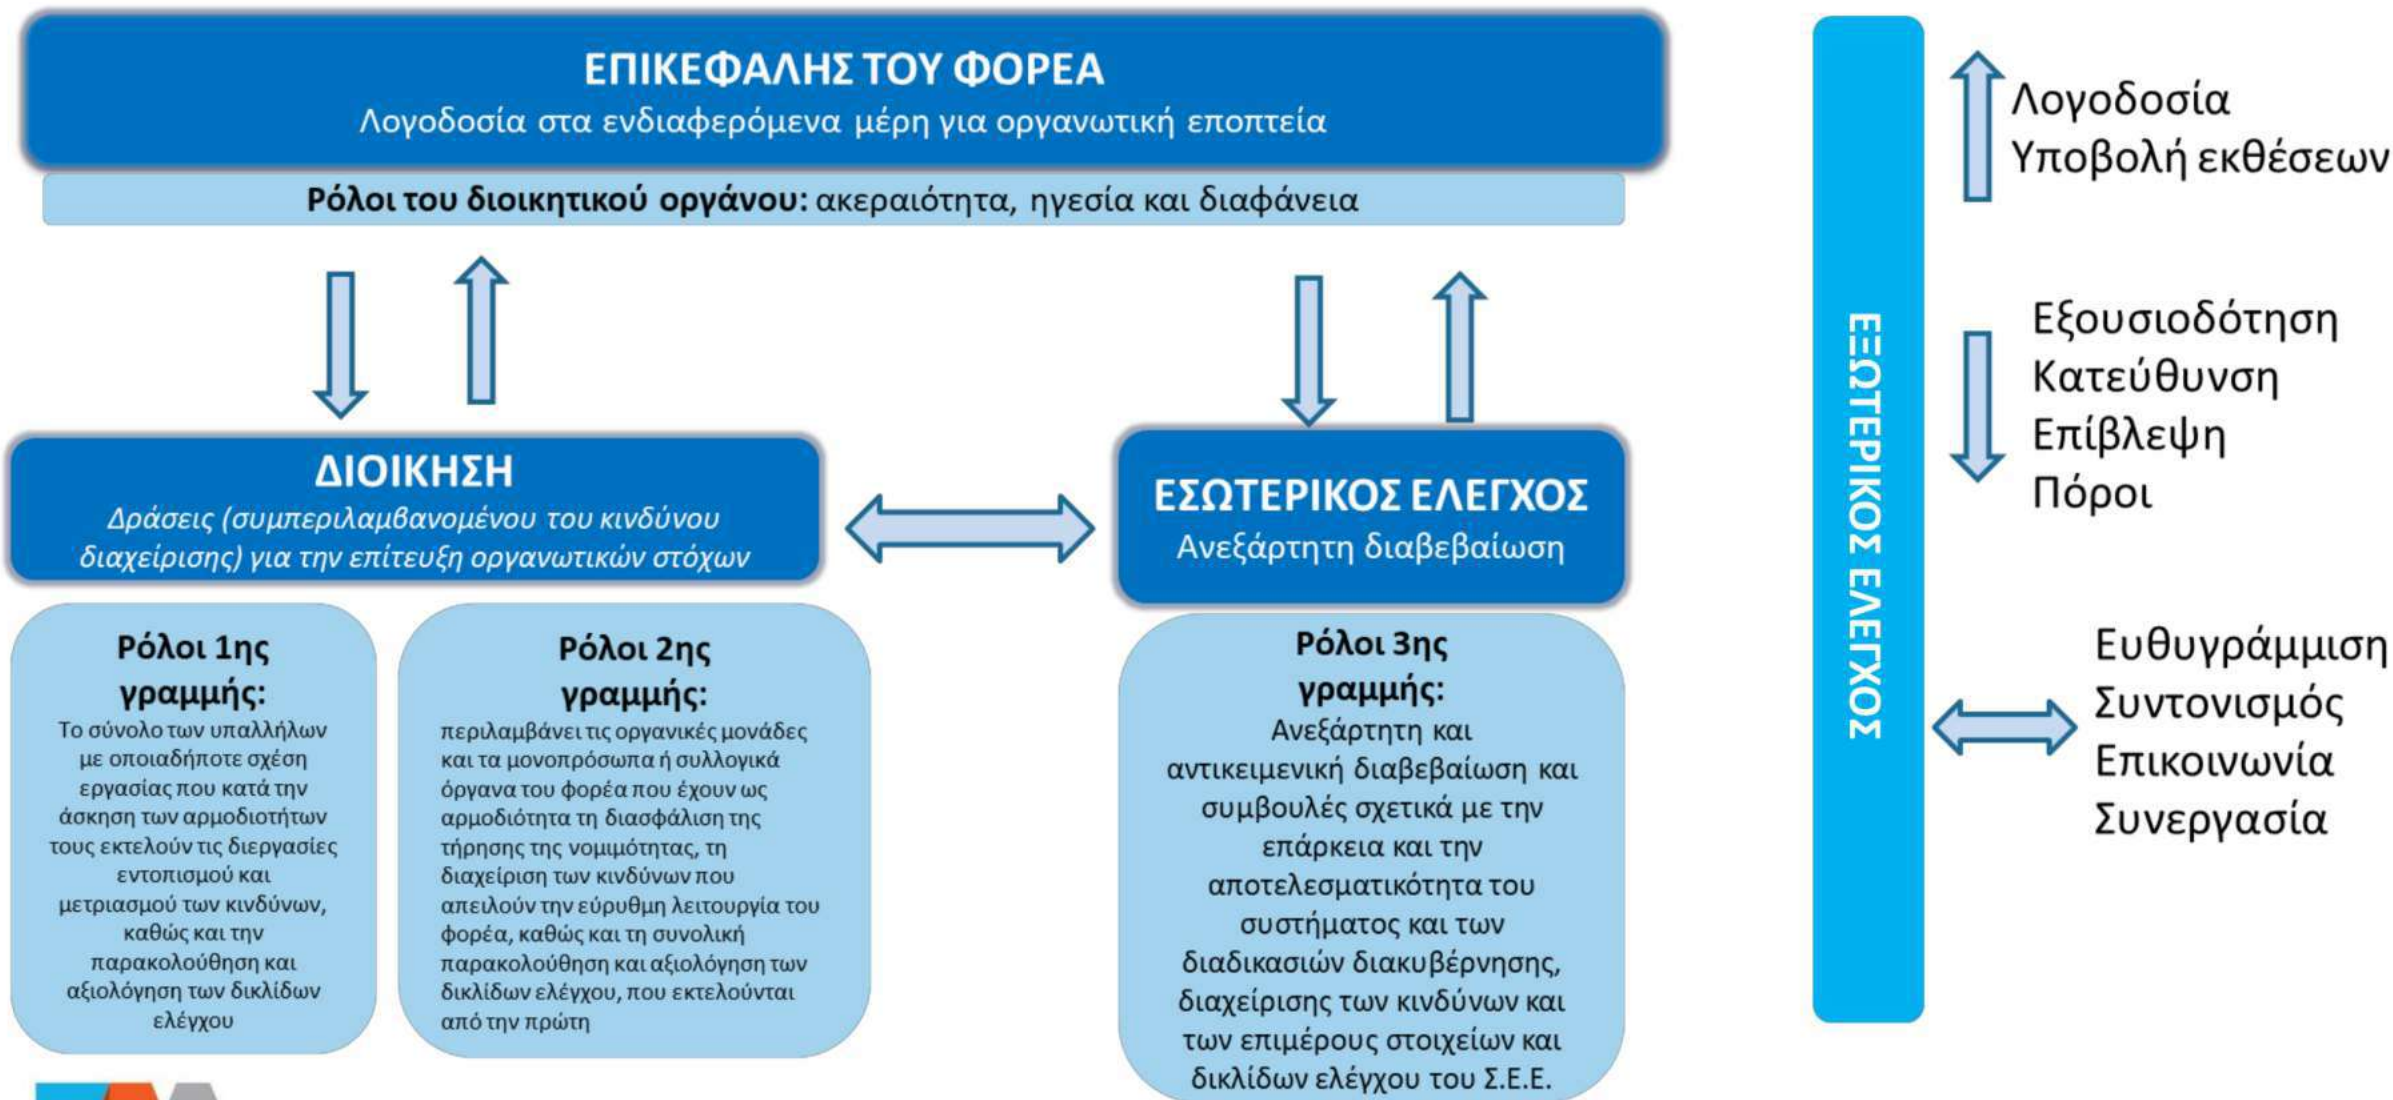 ΕΠΙΚΕΦΑΛΗΣ ΤΟΥ ΦΟΡΕΑ
Λογοδοσία στα ενδιαφερόμενα μέρη για οργανωτική εποπτεία
Ρόλοι του διοικητικού οργάνου: ακεραιότητα, ηγεσία και διαφάνεια
ΔΙΟΙΚΗΣΗ
Δράσεις (συμπεριλαμβανομένου του κινδύνου
διαχείρισης) για την επίτευξη οργανωτικών στόχων
Ρόλοι 1ης
γραμμής:
Το σύνολο των υπαλλήλων
με οποιαδήποτε σχέση
εργασίας που κατά την
άσκηση των αρμοδιοτήτων
τους εκτελούν τις διεργασίες
εντοπισμού και
μετριασμού των κινδύνων,
καθώς και την
παρακολούθηση και
αξιολόγηση των δικλίδων
ελέγχου
Ρόλοι 2ης
γραμμής:
περιλαμβάνει τις οργανικές μονάδες
και τα μονοπρόσωπα ή συλλογικά
όργανα του φορέα που έχουν ως
αρμοδιότητα τη διασφάλιση της
τήρησης της νομιμότητας, τη
διαχείριση των κινδύνων που
απειλούν την εύρυθμη λειτουργία του
φορέα, καθώς και τη συνολική
παρακολούθηση και αξιολόγηση των
δικλίδων ελέγχου, που εκτελούνται
από την πρώτη
ΕΣΩΤΕΡΙΚΟΣ ΕΛΕΓΧΟΣ
Ανεξάρτητη διαβεβαίωση
Ρόλοι 3ης
γραμμής:
Ανεξάρτητη και
αντικειμενική διαβεβαίωση και
συμβουλές σχετικά με την
επάρκεια και την
αποτελεσματικότητα του
συστήματος και των
διαδικασιών διακυβέρνησης,
διαχείρισης των κινδύνων και
των επιμέρους στοιχείων και
δικλίδων ελέγχου του Σ.Ε.Ε.
ΕΞΩΤΕΡΙΚΟΣ ΕΛΕΓΧΟΣ
Λογοδοσία
Υποβολή εκθέσεων
Εξουσιοδότηση
Κατεύθυνση
Επίβλεψη
Πόροι
Ευθυγράμμιση
Συντονισμός
Επικοινωνία
Συνεργασία